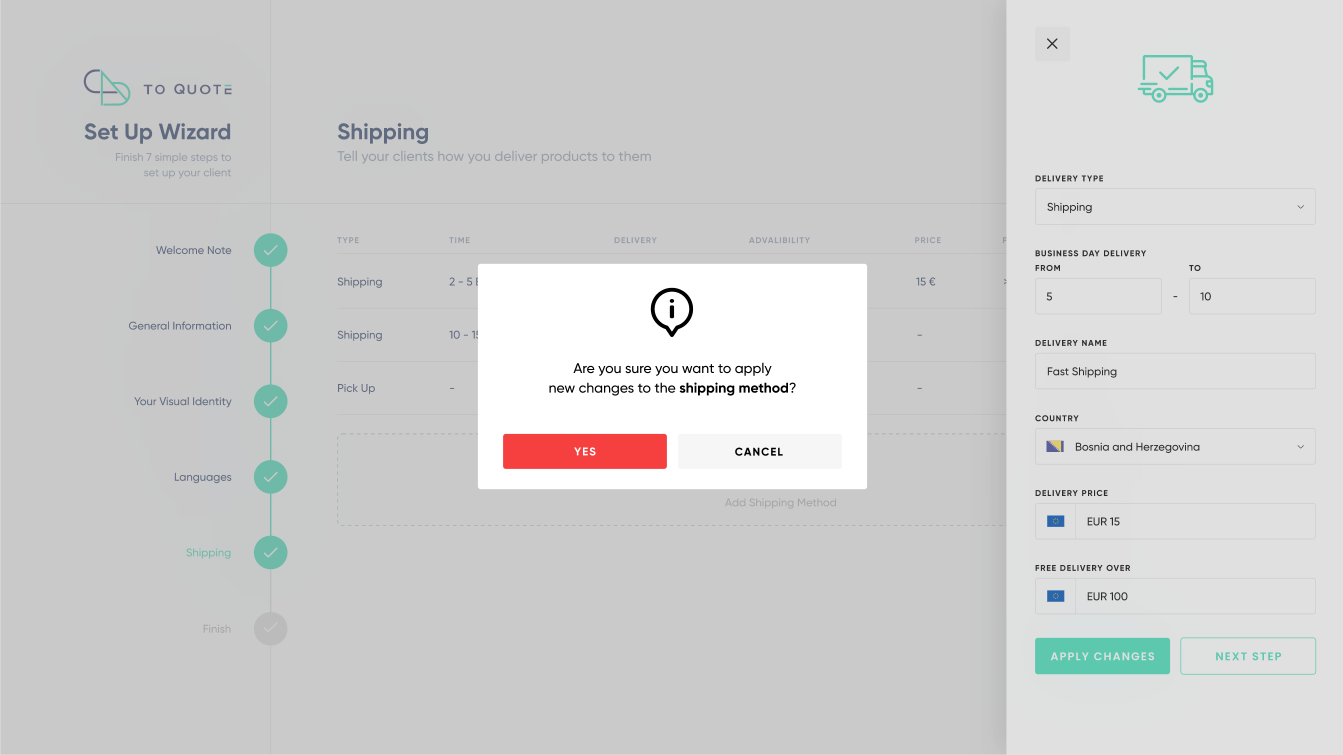 TO QUOTE
Set Up Wizard
Finish 7 simple steps to
set up your client
Welcome Note
General Information
Your Visual Identity
Languages
Shipping
Finish
Shipping
Tell your clients how you deliver products to them
TYPE TIME DELIVERY ADVALIBILITY PRICE
Shipping 2 - 5 15 €
Shipping 10 - 15 -
Pick Up - -
Add Shipping Method
Are you sure you want to apply
new changes to the shipping method?
YES CANCEL
DELIVERY TYPE
Shipping
BUSINESS DAY DELIVERY
FROM TO
5 - 10
DELIVERY NAME
Fast Shipping
COUNTRY
Bosnia and Herzegovina
DELIVERY PRICE
EUR 15
FREE DELIVERY OVER
EUR 100
APPLY CHANGES NEXT STEP